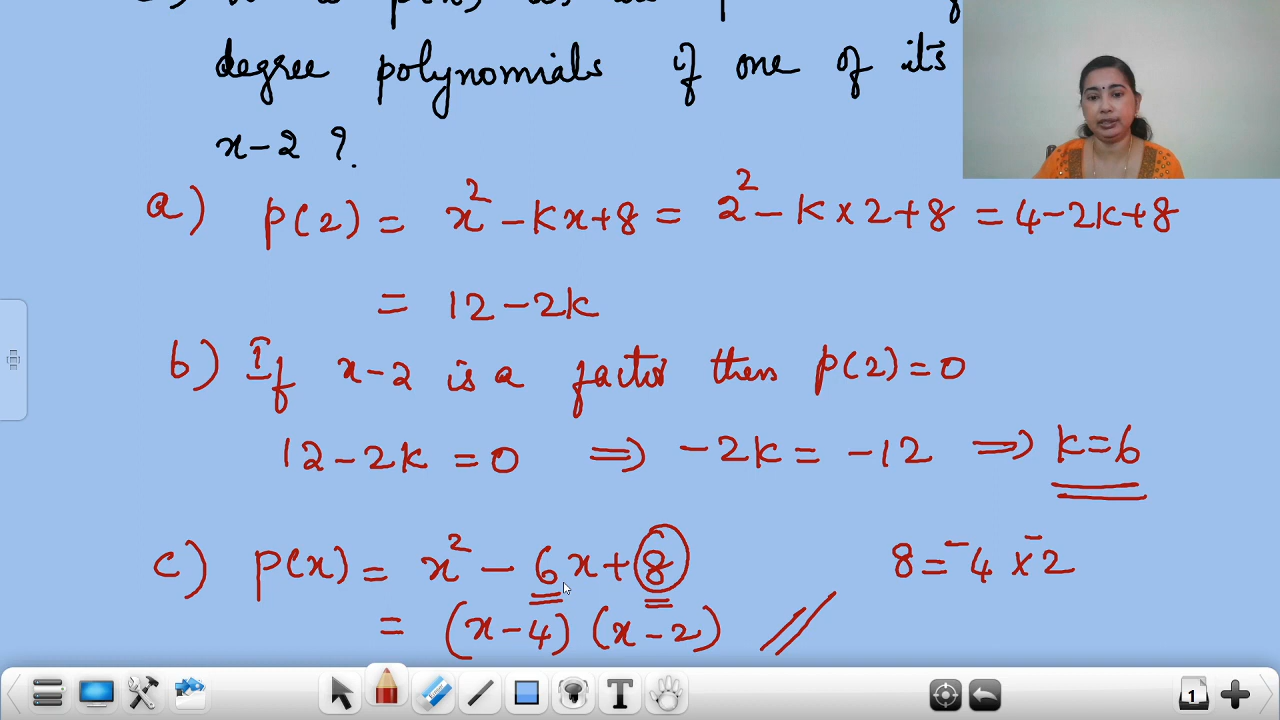 degree polynomials if one of its
x-2 ?.
a) P(2) = x² - Kx+8 = 2² - K×2+8 = 4-2K+8
= 12-2K
b) If x-2 is a factor then P(2)=0
12-2K = 0 ⟹ -2K = -12 ⟹ K=6
c) P(x) = x² - 6x+8 8 = -4 × -2
= (x-4) (x-2) //
T
1